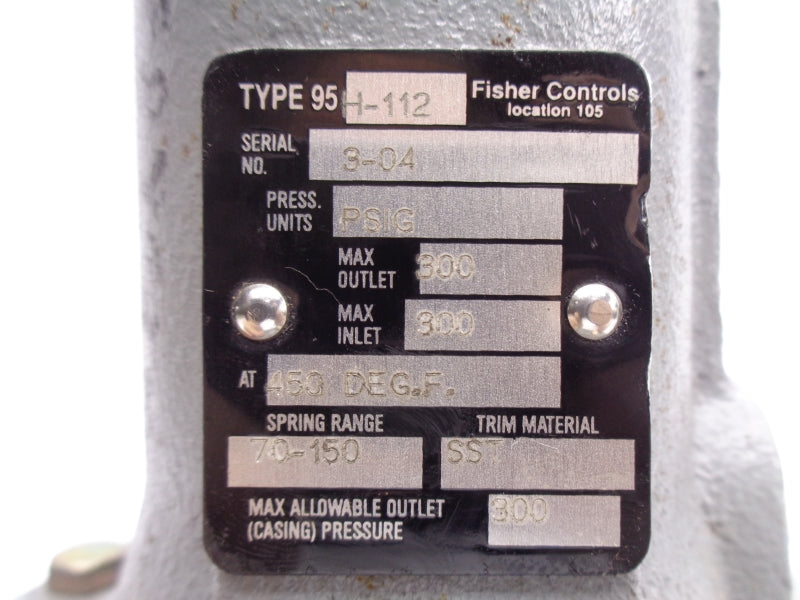 TYPE 95H-112 Fisher Controls
location 105
SERIAL NO. 3-04
PRESS. UNITS PSIG
MAX OUTLET 300
MAX INLET 300
AT 450 DEG.F.
SPRING RANGE TRIM MATERIAL
70-150 SST
MAX ALLOWABLE OUTLET 300
(CASING) PRESSURE